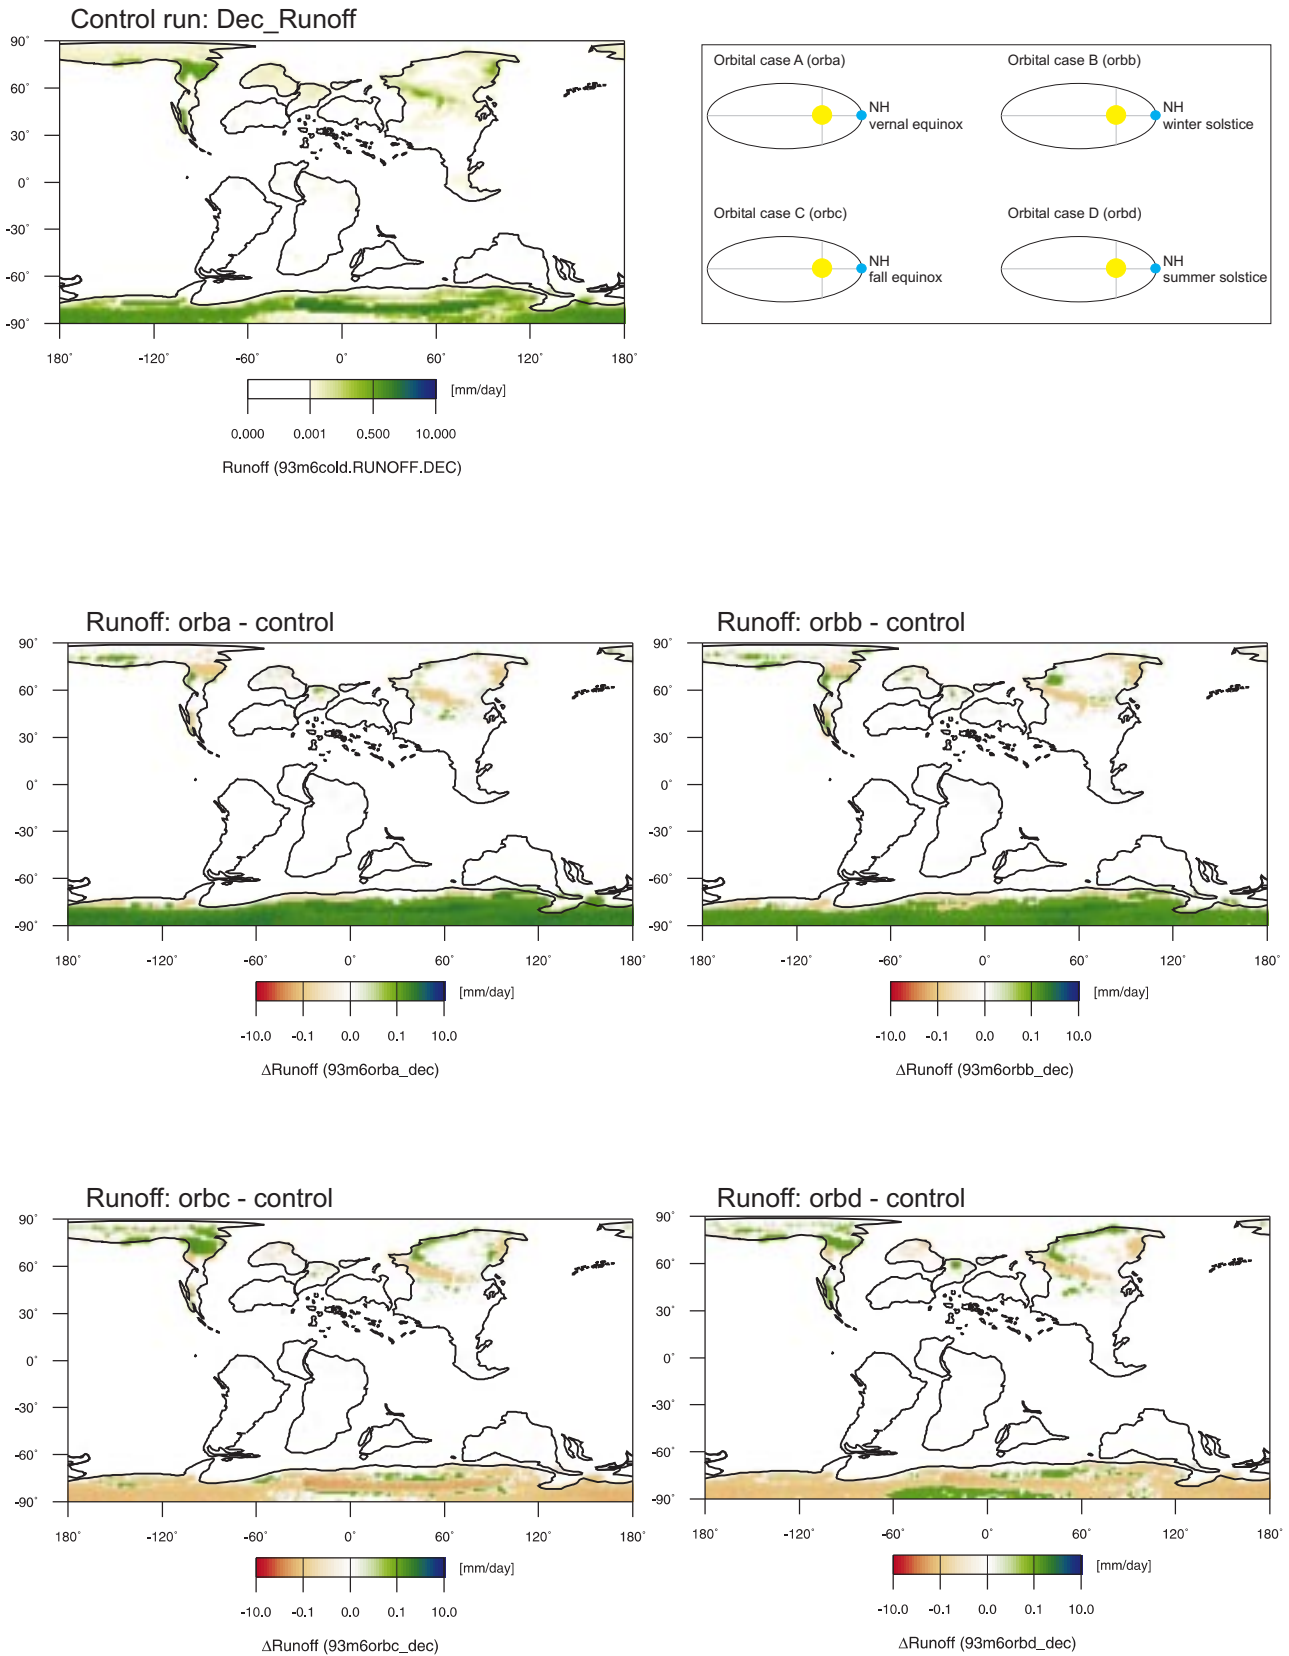 Control run: Dec_Runoff
90˚
60˚
30˚
0˚
-30˚
-60˚
-90˚
180˚ -120˚ -60˚ 0˚ 60˚ 120˚ 180˚
[mm/day]
0.000 0.001 0.500 10.000
Runoff (93m6cold.RUNOFF.DEC)
Orbital case A (orba)
NH
vernal equinox
Orbital case B (orbb)
NH
winter solstice
Orbital case C (orbc)
NH
fall equinox
Orbital case D (orbd)
NH
summer solstice
Runoff: orba - control
90˚
60˚
30˚
0˚
-30˚
-60˚
-90˚
180˚ -120˚ -60˚ 0˚ 60˚ 120˚ 180˚
[mm/day]
-10.0 -0.1 0.0 0.1 10.0
∆Runoff (93m6orba_dec)
Runoff: orbb - control
90˚
60˚
30˚
0˚
-30˚
-60˚
-90˚
180˚ -120˚ -60˚ 0˚ 60˚ 120˚ 180˚
[mm/day]
-10.0 -0.1 0.0 0.1 10.0
∆Runoff (93m6orbb_dec)
Runoff: orbc - control
90˚
60˚
30˚
0˚
-30˚
-60˚
-90˚
180˚ -120˚ -60˚ 0˚ 60˚ 120˚ 180˚
[mm/day]
-10.0 -0.1 0.0 0.1 10.0
∆Runoff (93m6orbc_dec)
Runoff: orbd - control
90˚
60˚
30˚
0˚
-30˚
-60˚
-90˚
180˚ -120˚ -60˚ 0˚ 60˚ 120˚ 180˚
[mm/day]
-10.0 -0.1 0.0 0.1 10.0
∆Runoff (93m6orbd_dec)